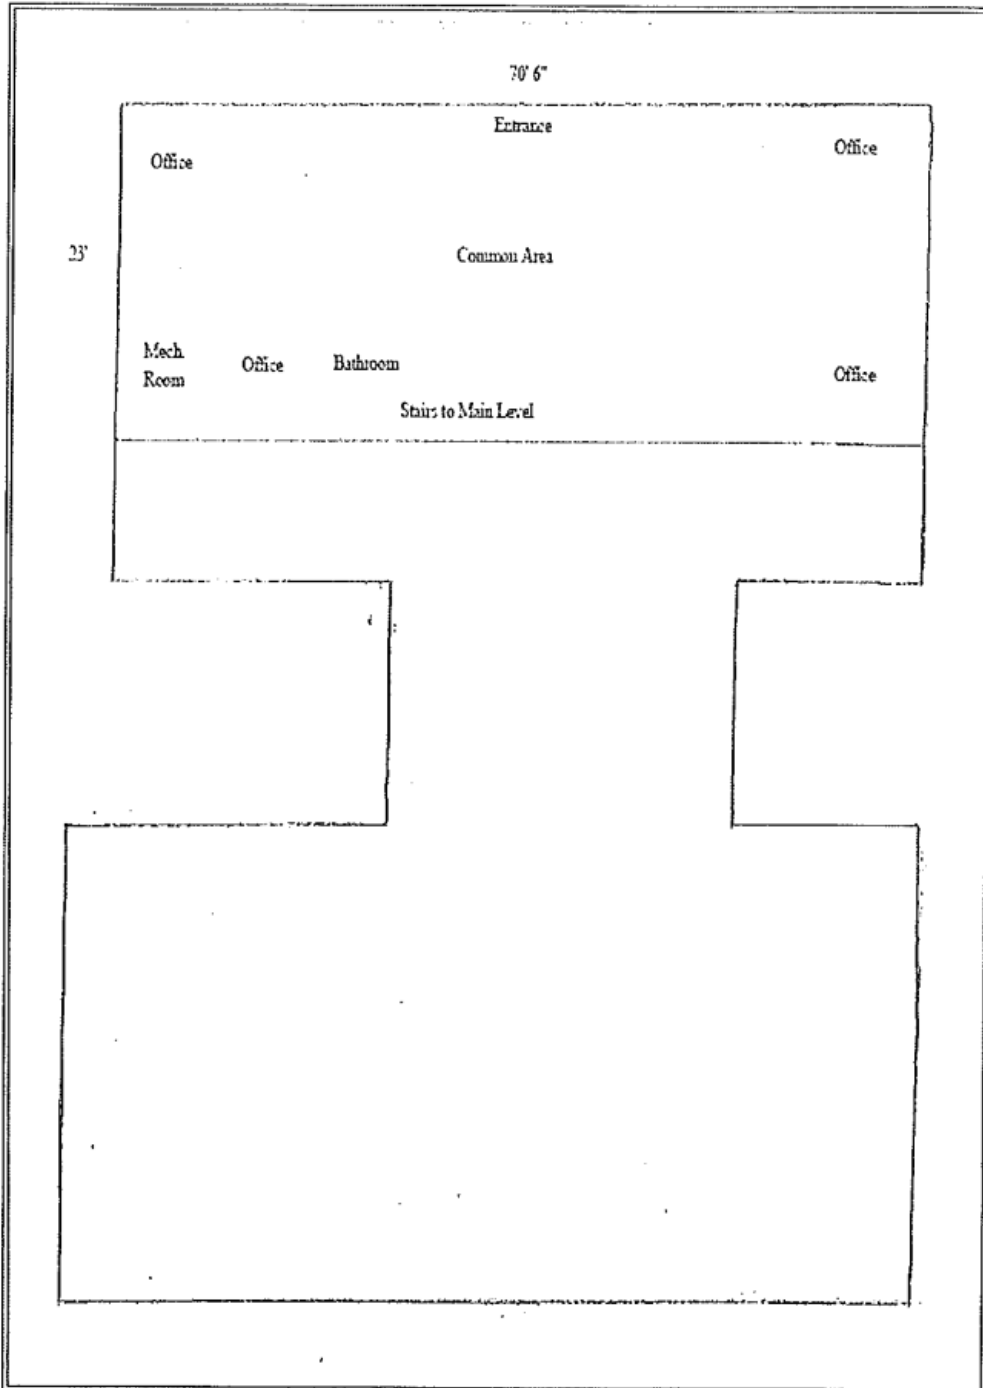 70' 6"
Entrance
Office
Office
23'
Common Area
Mech.
Room
Office
Bathroom
Office
Stairs to Main Level